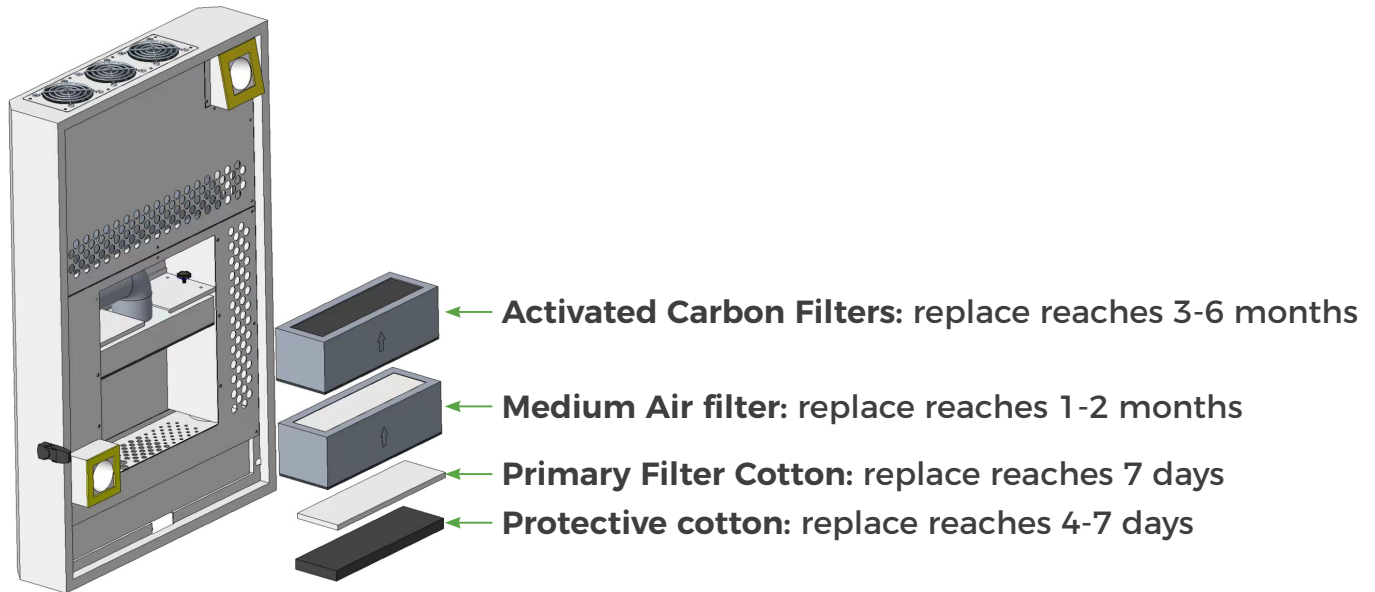 Activated Carbon Filters: replace reaches 3-6 months
Medium Air filter: replace reaches 1-2 months
Primary Filter Cotton: replace reaches 7 days
Protective cotton: replace reaches 4-7 days